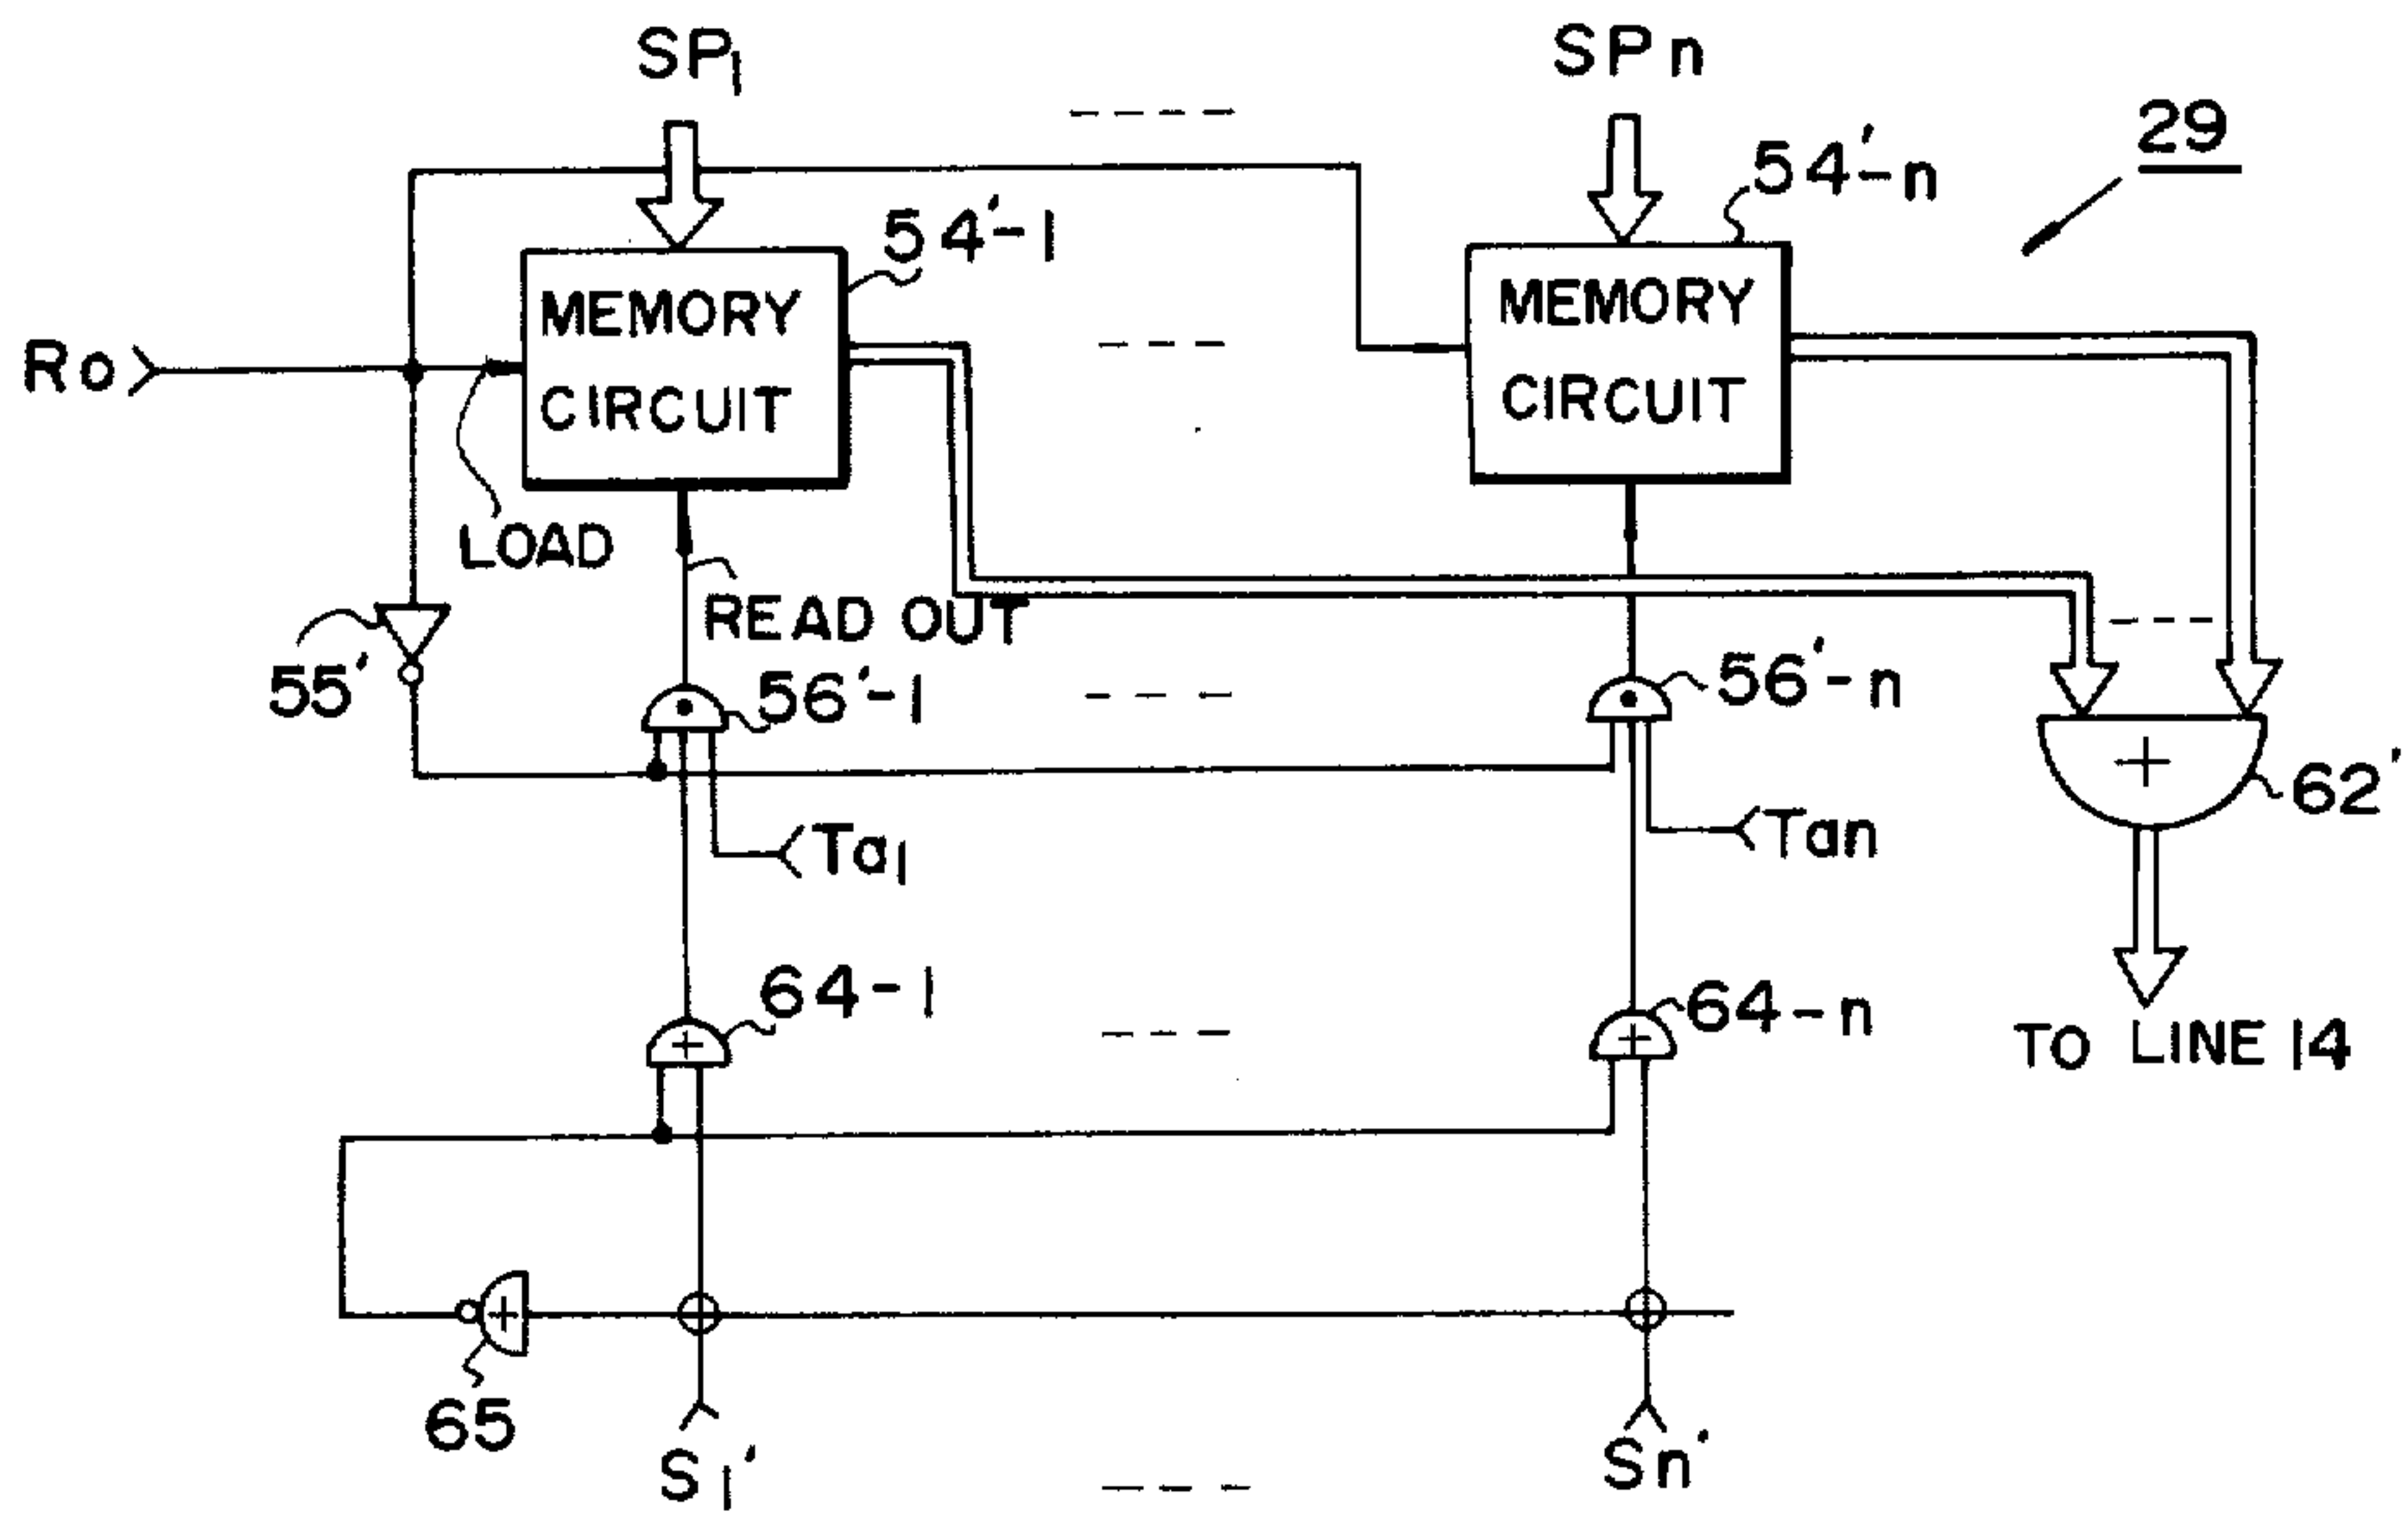 SP1
SPn
29
54'-1
54'-n
MEMORY
CIRCUIT
MEMORY
CIRCUIT
Ro
LOAD
READ OUT
55'
56'-1
56'-n
62'
Ta1
Tan
64-1
64-n
TO LINE 14
65
S1'
Sn'